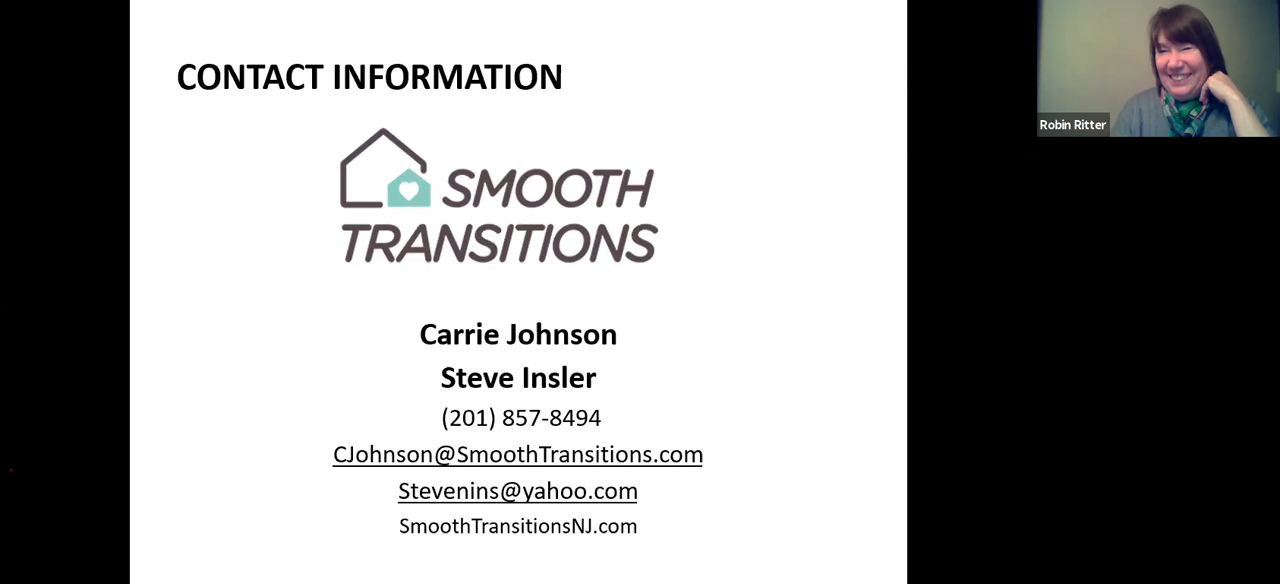 CONTACT INFORMATION
SMOOTH
TRANSITIONS
Carrie Johnson
Steve Insler
(201) 857-8494
CJohnson@SmoothTransitions.com
Stevenins@yahoo.com
SmoothTransitionsNJ.com
Robin Ritter